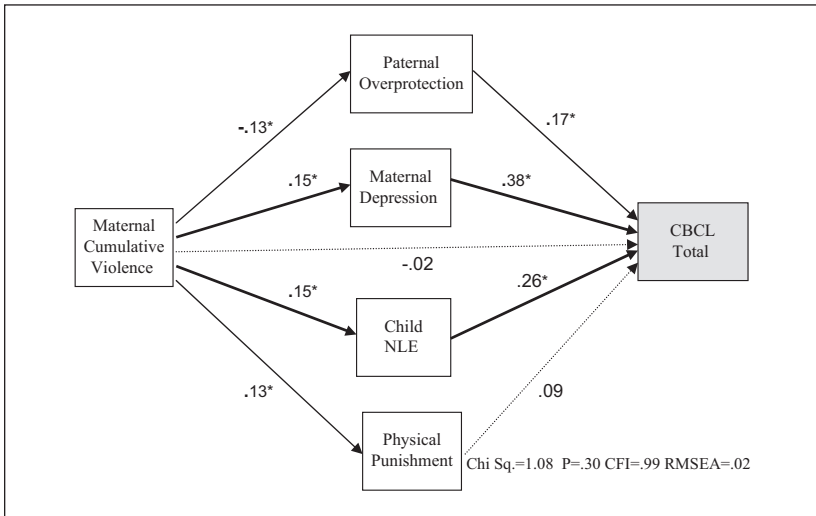 Paternal
Overprotection
-.13*
.17*
Maternal
Depression
.15*
.38*
Maternal
Cumulative
Violence
CBCL
Total
-.02
.15*
.26*
Child
NLE
.13*
.09
Physical
Punishment
Chi Sq.=1.08 P=.30 CFI=.99 RMSEA=.02